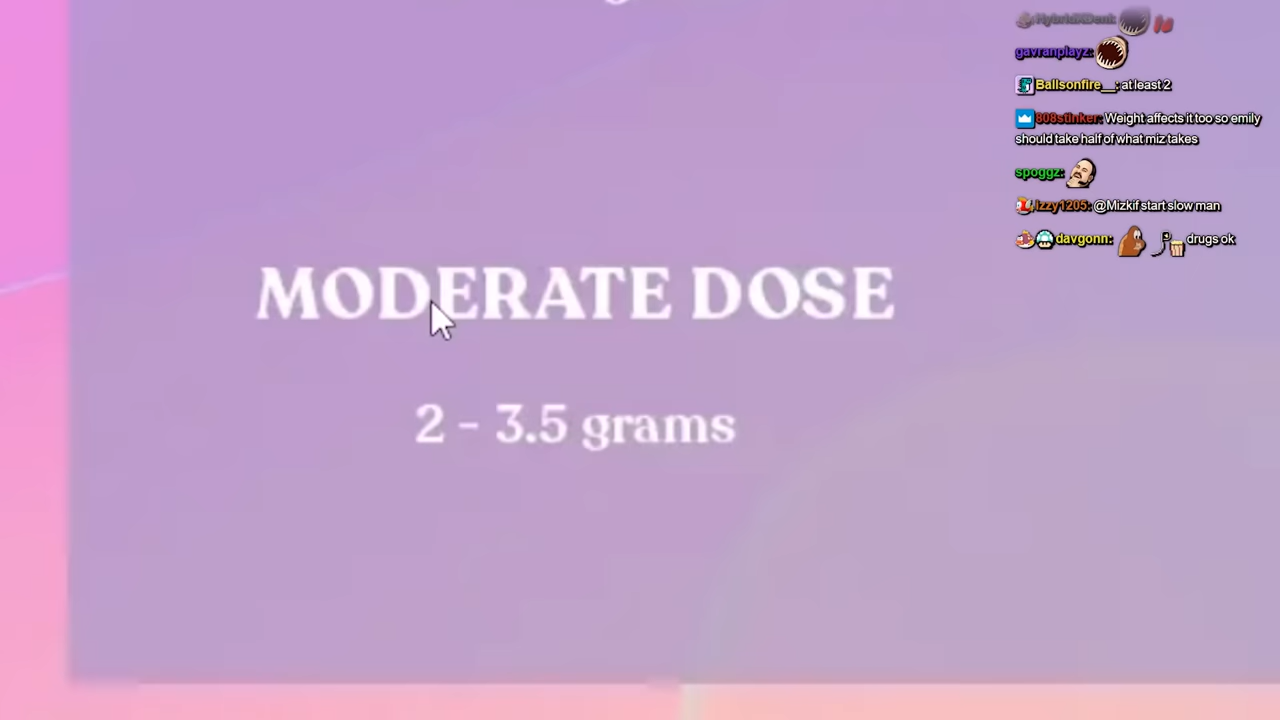 gavranplayz:
Ballsonfire__: at least 2
808stinker: Weight affects it too so emily
should take half of what miz takes
spoggz:
Izzy1205: @Mizkif start slow man
davgonn: drugs ok
MODERATE DOSE
2 - 3.5 grams